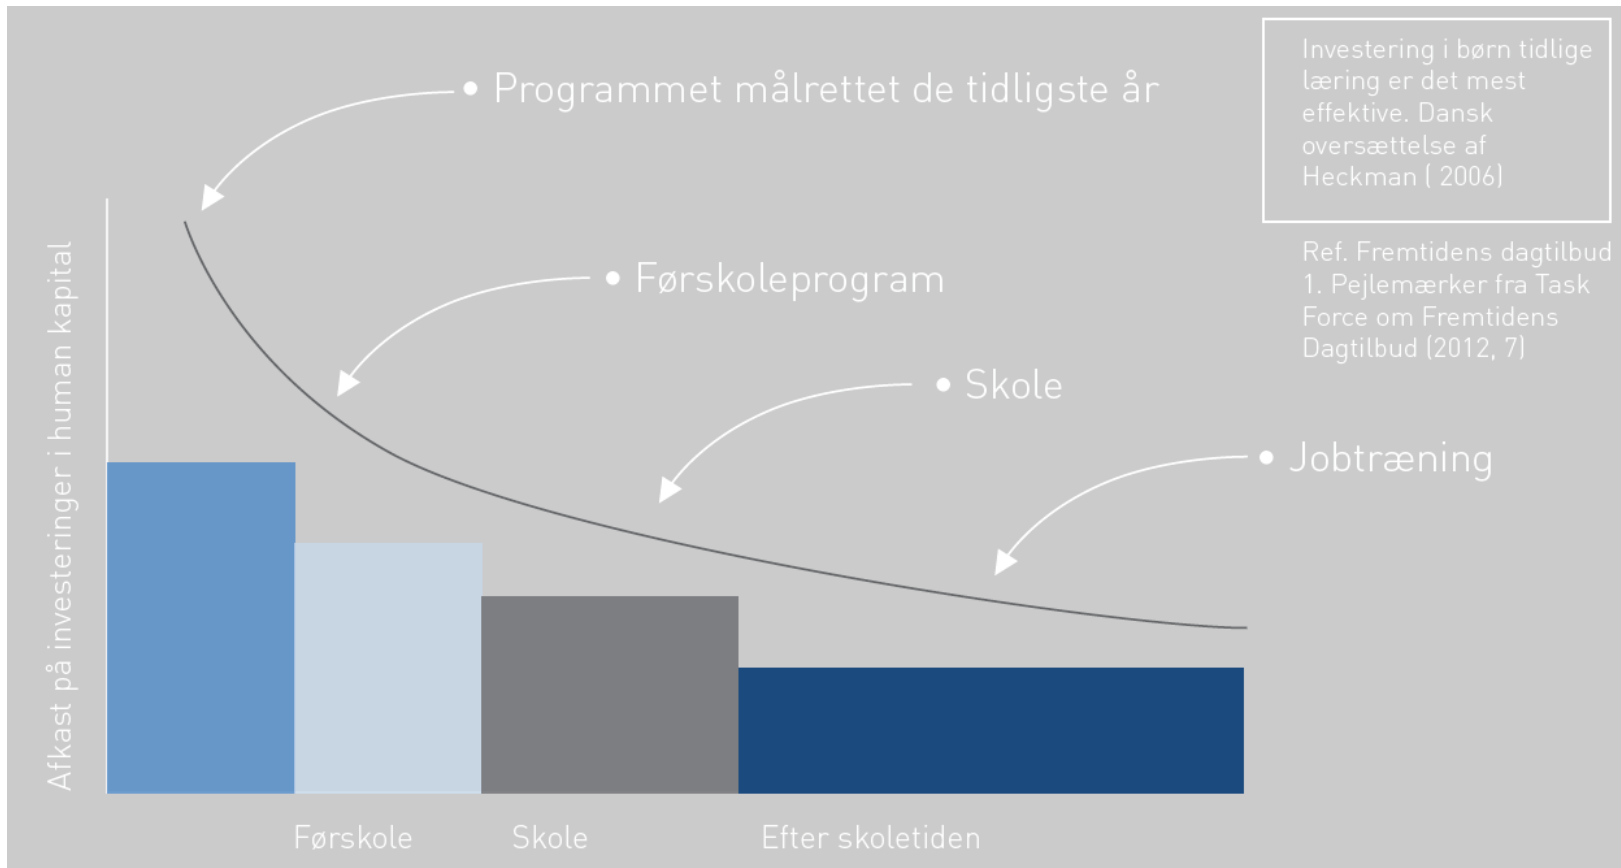 Investering i børn tidlige
læring er det mest
effektive. Dansk
oversættelse af
Heckman ( 2006)
Ref. Fremtidens dagtilbud
1. Pejlemærker fra Task
Force om Fremtidens
Dagtilbud (2012, 7)
• Programmet målrettet de tidligste år
• Førskoleprogram
• Skole
• Jobtræning
Afkast på investeringer i human kapital
Førskole
Skole
Efter skoletiden